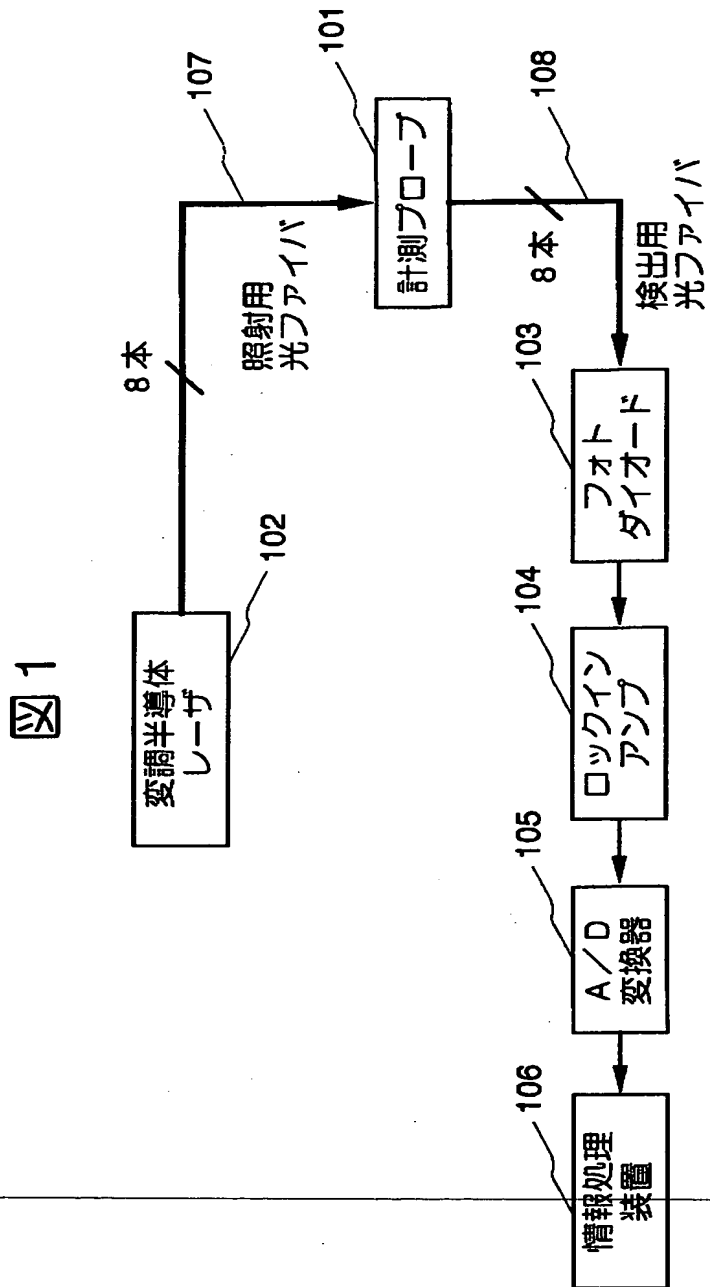 図1
変調半導体
レーザ
102
8本
107
照射用
光ファイバ
計測プローブ
101
8本
108
検出用
光ファイバ
フォト
ダイオード
103
ロックイン
アンプ
104
A/D
変換器
105
情報処理
装置
106